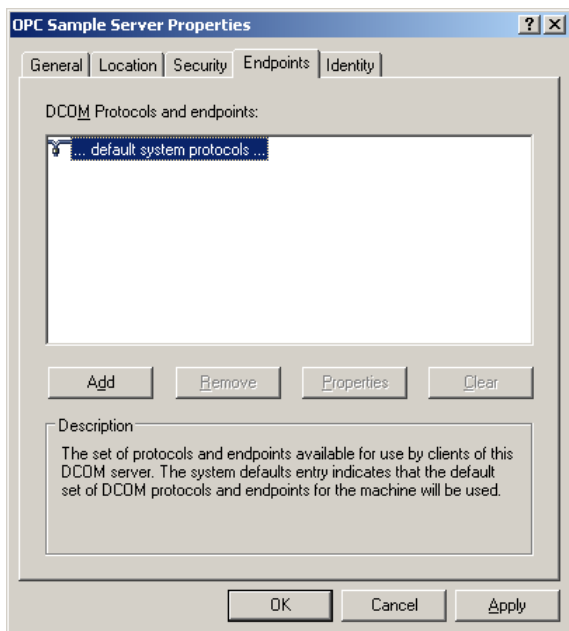 OPC Sample Server Properties
General Location Security Endpoints Identity
DCOM Protocols and endpoints:
... default system protocols ...
Add Remove Properties Clear
Description
The set of protocols and endpoints available for use by clients of this
DCOM server. The system defaults entry indicates that the default
set of DCOM protocols and endpoints for the machine will be used.
OK Cancel Apply